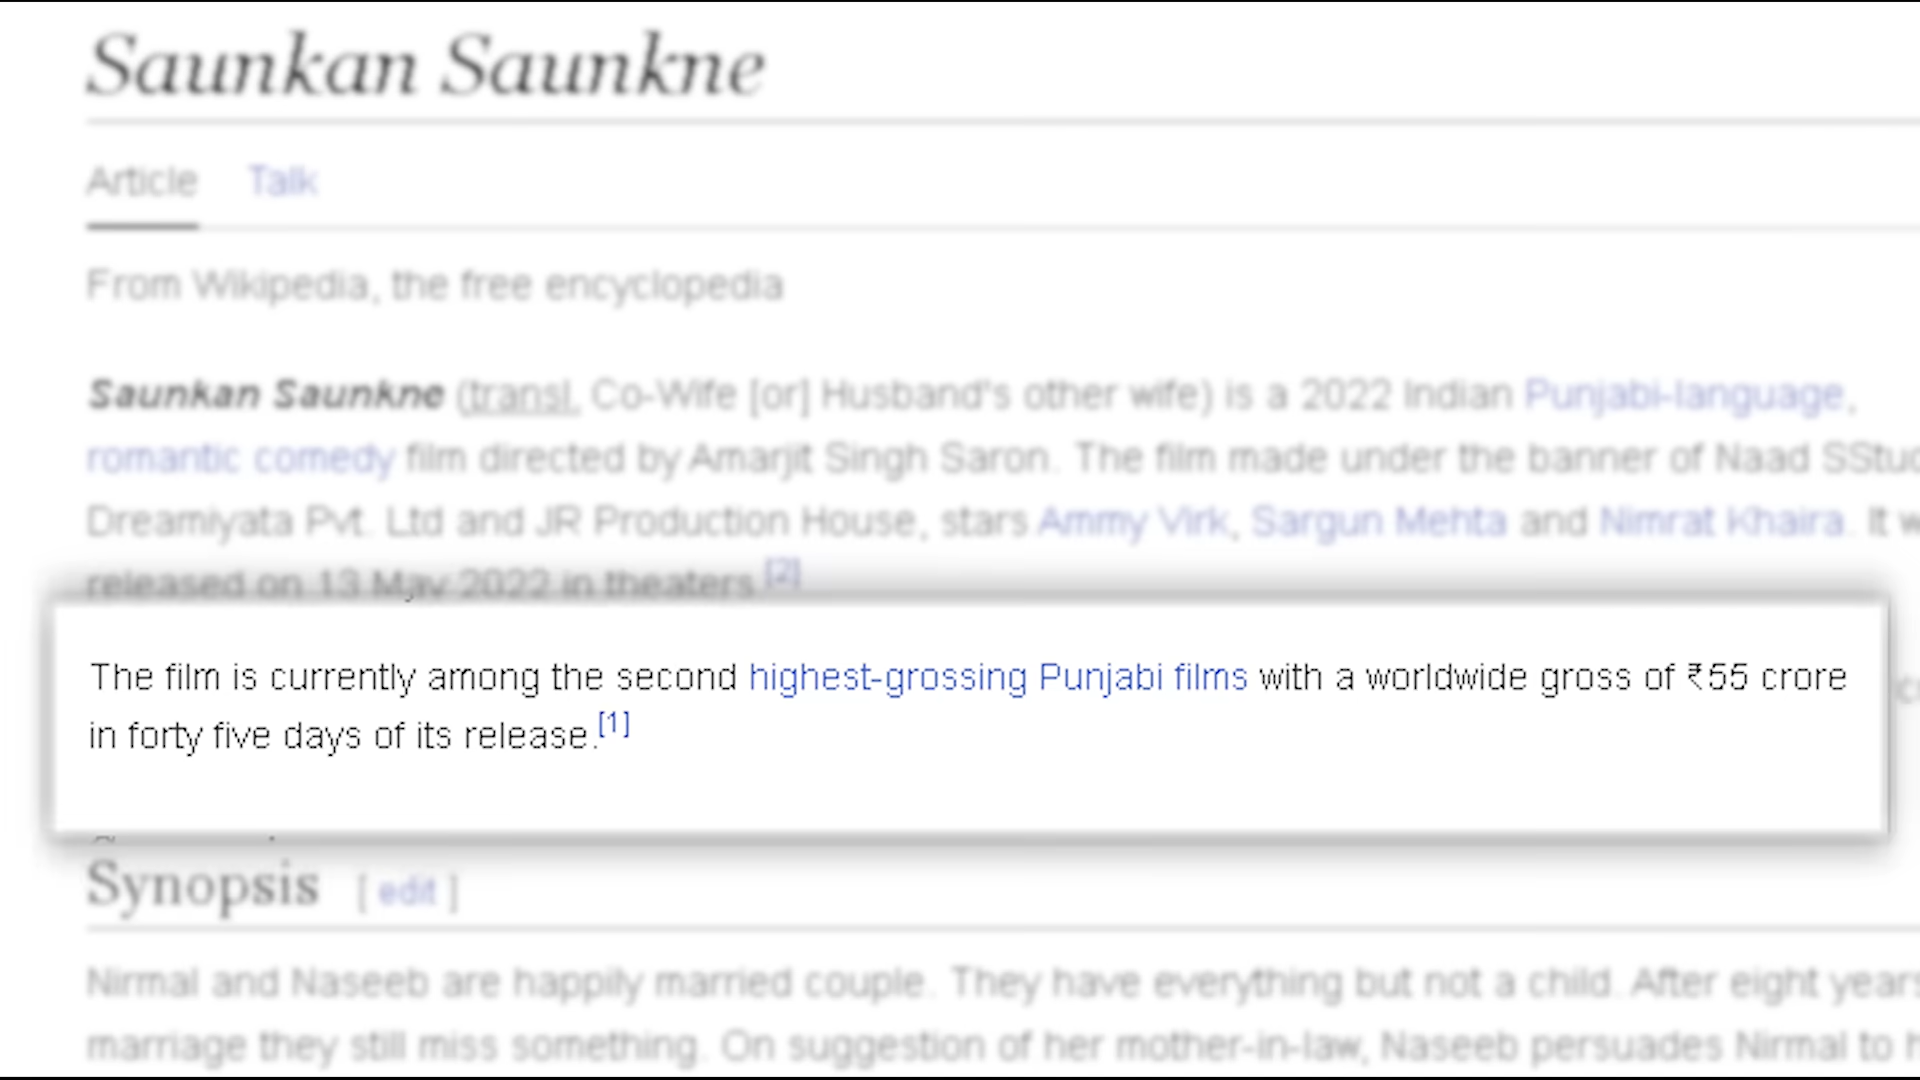 Saunkan Saunkne
Article Talk
From Wikipedia, the free encyclopedia
Saunkan Saunkne (transl. Co-Wife [or] Husband's other wife) is a 2022 Indian Punjabi-language,
romantic comedy film directed by Amarjit Singh Saron. The film made under the banner of Naad
Dreamiyata Pvt. Ltd and JR Production House, stars Ammy Virk, Sargun Mehta and Nimrat Khaira. It
released on 13 May 2022 in theaters.[2]
The film is currently among the second highest-grossing Punjabi films with a worldwide gross of ₹55 crore
in forty five days of its release.[1]
Synopsis [ edit ]
Nirmal and Naseeb are happily married couple. They have everything but not a child. After eight years
marriage they still miss something. On suggestion of her mother-in-law, Naseeb persuades Nirmal to